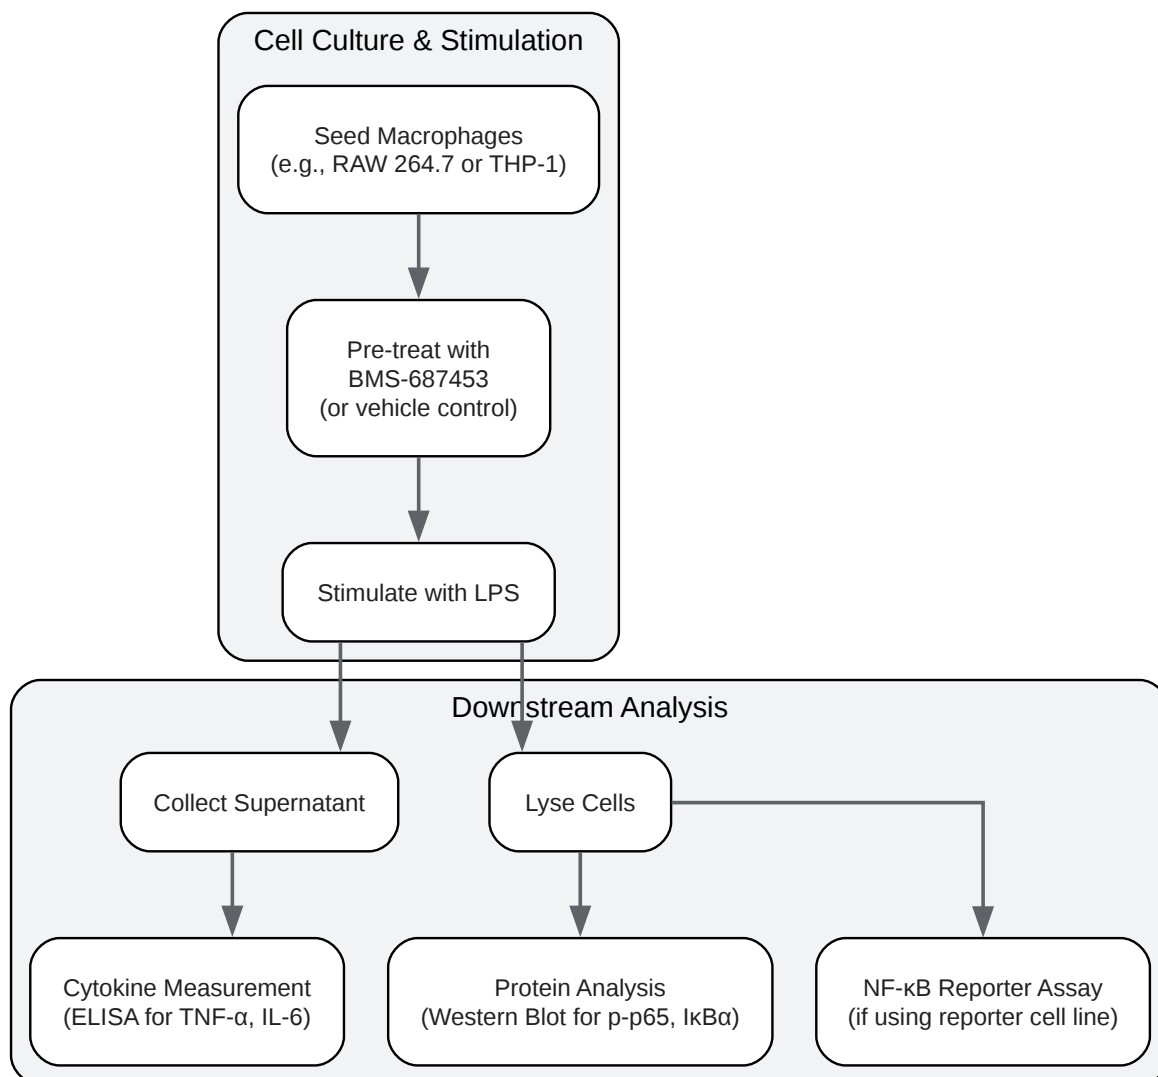 Cell Culture & Stimulation
Seed Macrophages
(e.g., RAW 264.7 or THP-1)
Pre-treat with
BMS-687453
(or vehicle control)
Stimulate with LPS
Downstream Analysis
Collect Supernatant
Lyse Cells
Cytokine Measurement
(ELISA for TNF-α, IL-6)
Protein Analysis
(Western Blot for p-p65, IκBα)
NF-κB Reporter Assay
(if using reporter cell line)